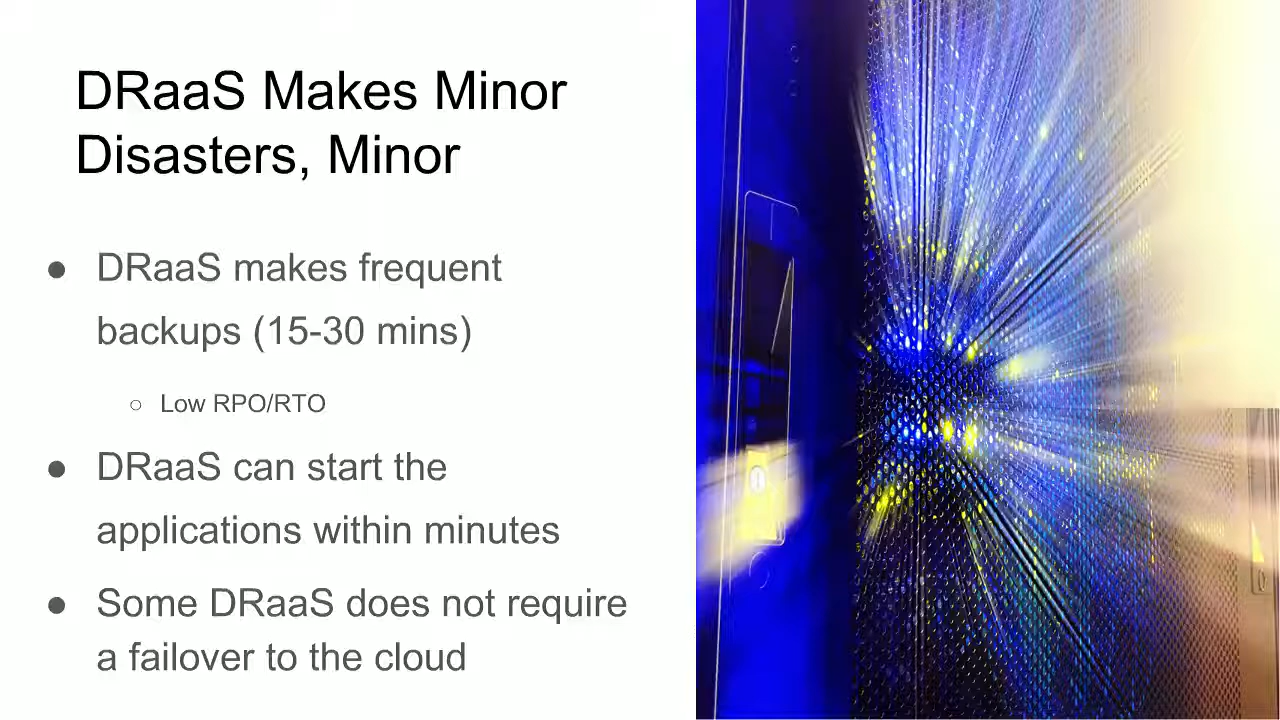 DRaaS Makes Minor
Disasters, Minor
● DRaaS makes frequent
backups (15-30 mins)
○ Low RPO/RTO
● DRaaS can start the
applications within minutes
● Some DRaaS does not require
a failover to the cloud